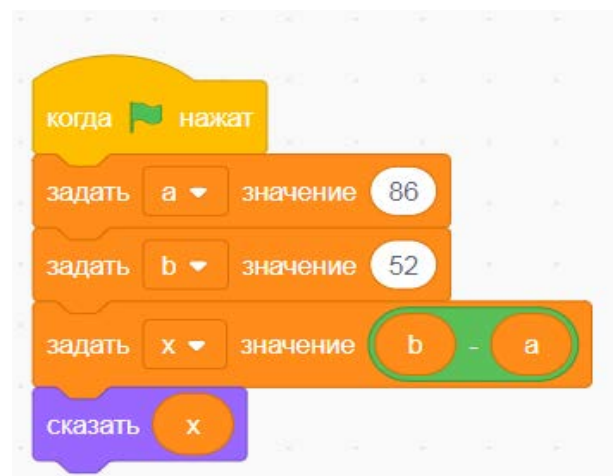 когда нажат
задать a значение 86
задать b значение 52
задать x значение b - a
сказать x